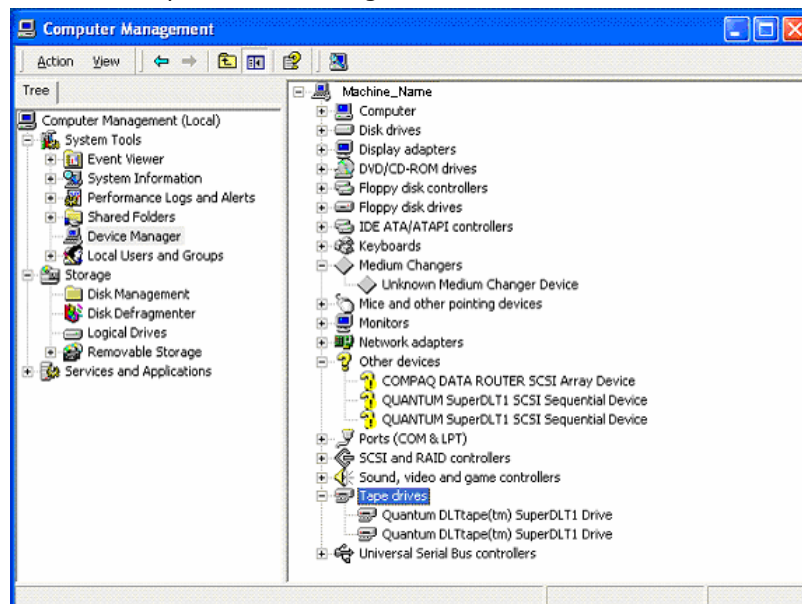 Computer Management
Action View
Tree
Computer Management (Local)
System Tools
Event Viewer
System Information
Performance Logs and Alerts
Shared Folders
Device Manager
Local Users and Groups
Storage
Disk Management
Disk Defragmenter
Logical Drives
Removable Storage
Services and Applications
Machine_Name
Computer
Disk drives
Display adapters
DVD/CD-ROM drives
Floppy disk controllers
Floppy disk drives
IDE ATA/ATAPI controllers
Keyboards
Medium Changers
Unknown Medium Changer Device
Mice and other pointing devices
Monitors
Network adapters
Other devices
COMPAQ DATA ROUTER SCSI Array Device
QUANTUM SuperDLT1 SCSI Sequential Device
QUANTUM SuperDLT1 SCSI Sequential Device
Ports (COM & LPT)
SCSI and RAID controllers
Sound, video and game controllers
Tape drives
Quantum DLTtape(tm) SuperDLT1 Drive
Quantum DLTtape(tm) SuperDLT1 Drive
Universal Serial Bus controllers